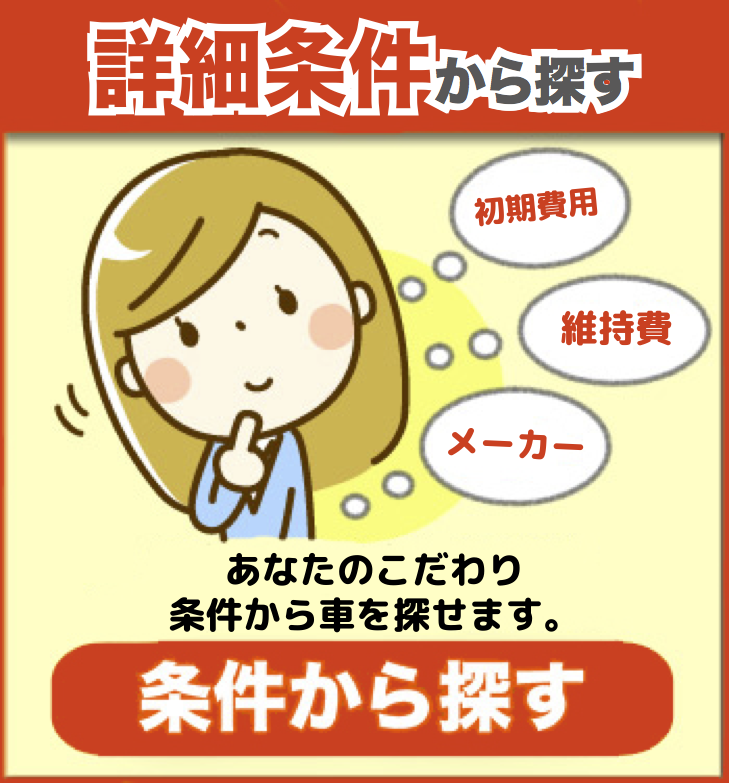 詳細条件から探す
初期費用
維持費
メーカー
あなたのこだわり
条件から車を探せます。
条件から探す